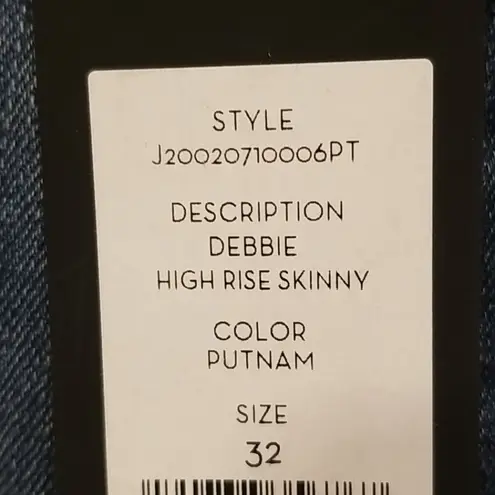 STYLE
J20020710006PT
DESCRIPTION
DEBBIE
HIGH RISE SKINNY
COLOR
PUTNAM
SIZE
32